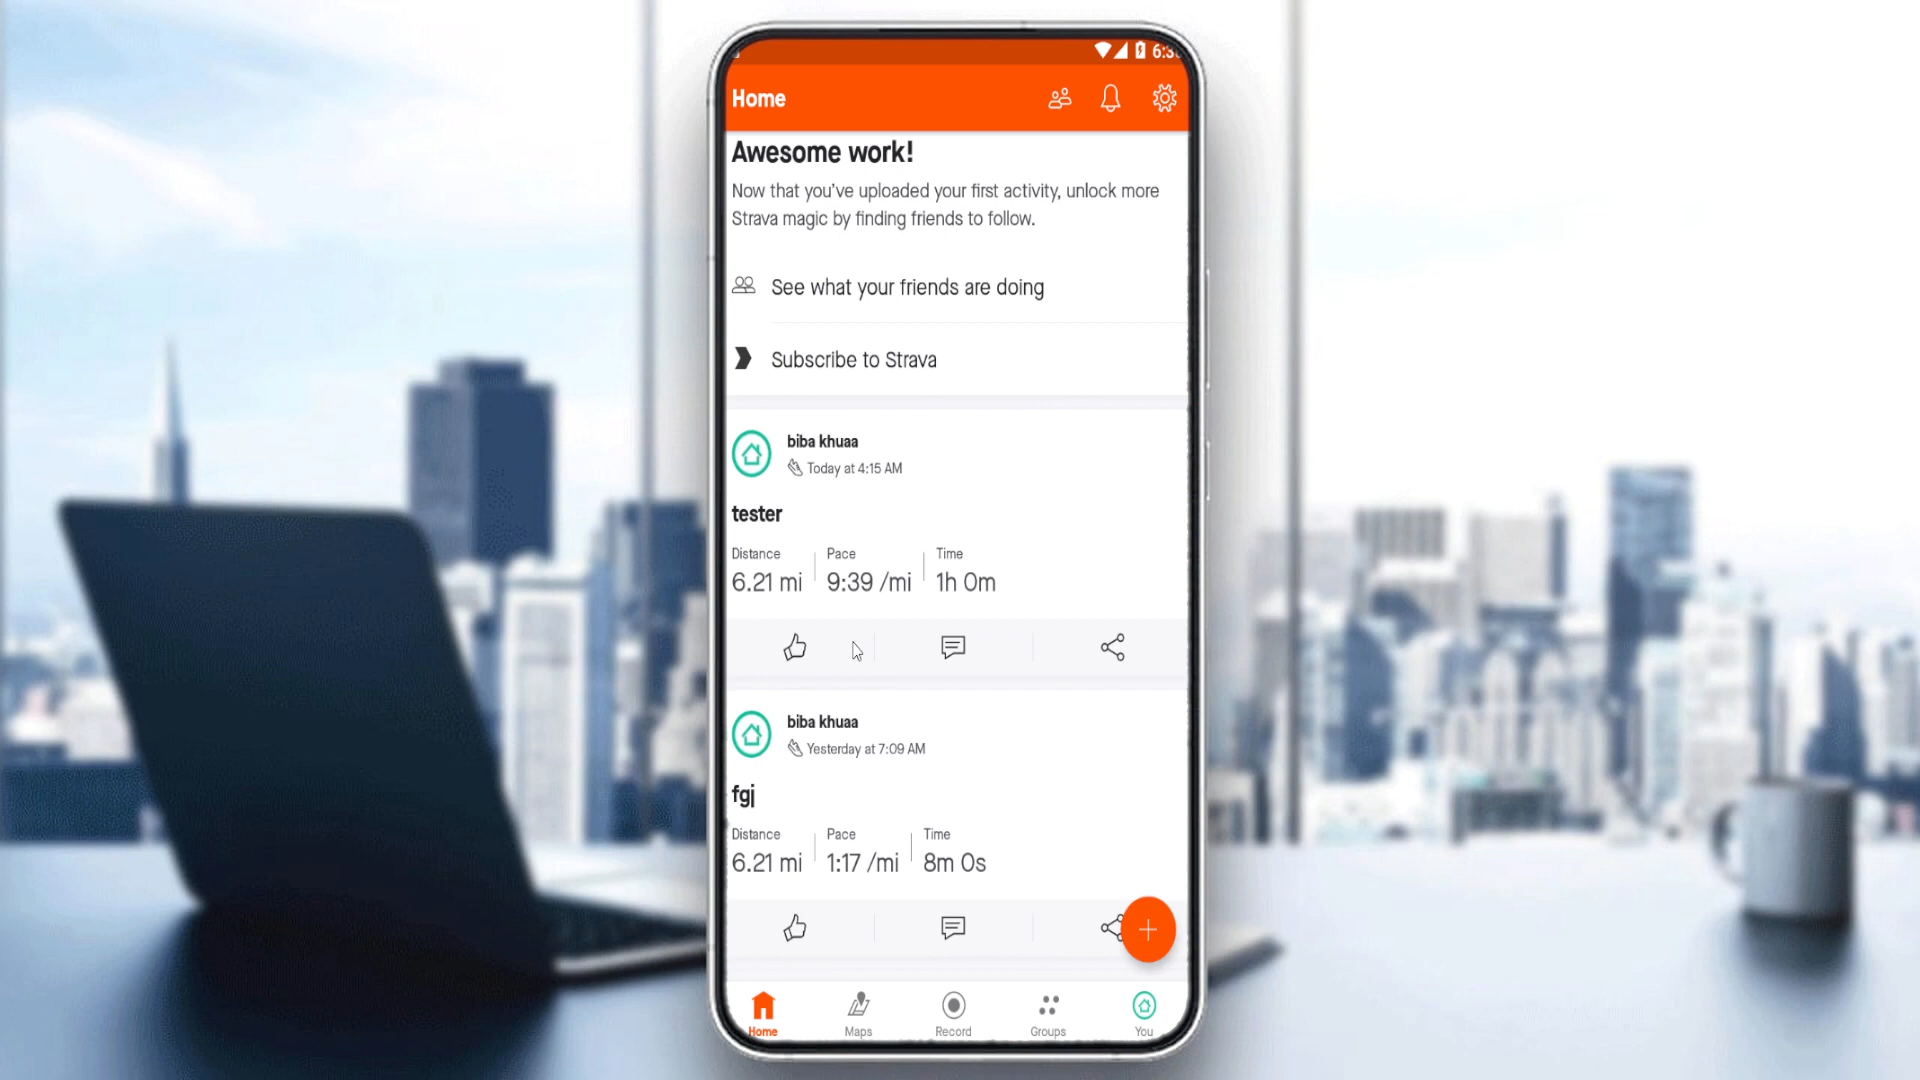 Home
Awesome work!
Now that you've uploaded your first activity, unlock more
Strava magic by finding friends to follow.
See what your friends are doing
Subscribe to Strava
biba khuaa
Today at 4:15 AM
tester
Distance Pace Time
6.21 mi 9:39 /mi 1h 0m
biba khuaa
Yesterday at 7:09 AM
fgj
Distance Pace Time
6.21 mi 1:17 /mi 8m 0s
Home Maps Record Groups You